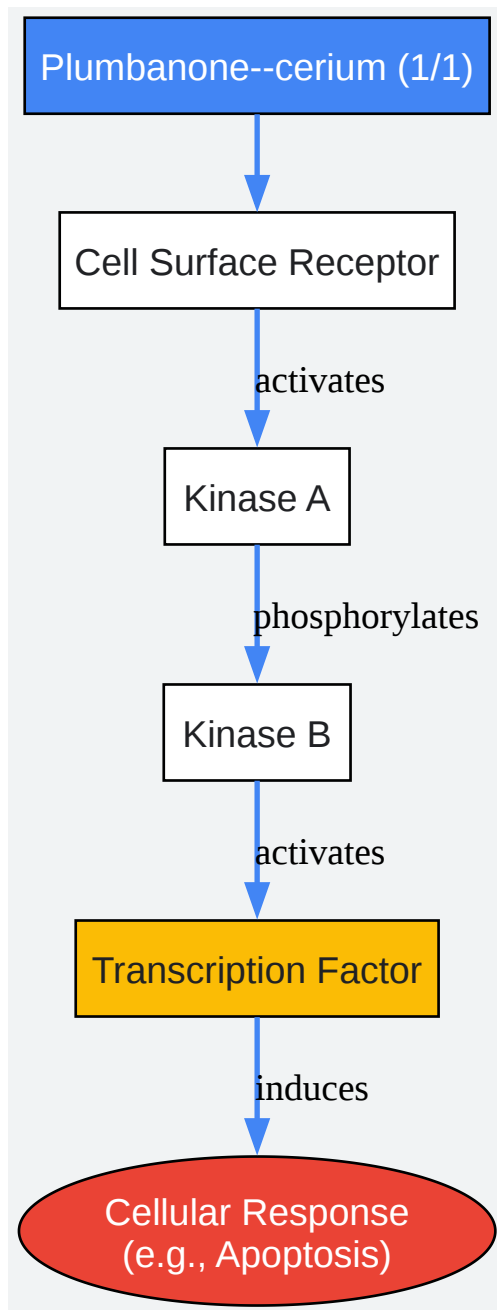 Plumbanone--cerium (1/1)
Cell Surface Receptor
activates
Kinase A
phosphorylates
Kinase B
activates
Transcription Factor
induces
Cellular Response
(e.g., Apoptosis)